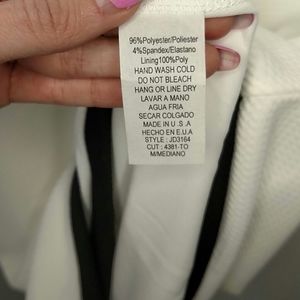 96%Polyester/Poliester
4%Spandex/Elastano
Lining100%Poly
HAND WASH COLD
DO NOT BLEACH
HANG OR LINE DRY
LAVAR A MANO
AGUA FRIA
SECAR COLGADO
MADE IN U .S .A
HECHO EN E.U.A
STYLE : JD3164
CUT : 4381-TO
M/MEDIANO